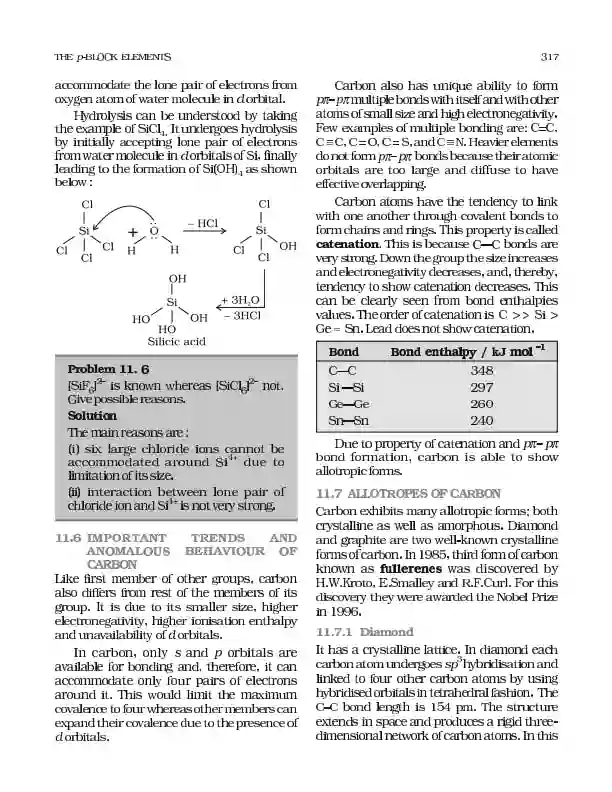 THE p-BLOCK ELEMENTS
317
accommodate the lone pair of electrons from
oxygen atom of water molecule in d orbital.
Hydrolysis can be understood by taking
the example of SiCl4. It undergoes hydrolysis
by initially accepting lone pair of electrons
from water molecule in d orbitals of Si, finally
leading to the formation of Si(OH)4 as shown
below :
Cl
Si
Cl
Cl
Cl
+
O
H
H
– HCl
Cl
Si
Cl
Cl
OH
OH
Si
HO
HO
OH
+ 3H2O
– 3HCl
Silicic acid
Problem 11. 6
[SiF6]2– is known whereas [SiCl6]2– not.
Give possible reasons.
Solution
The main reasons are :
(i) six large chloride ions cannot be
accommodated around Si4+ due to
limitation of its size.
(ii) interaction between lone pair of
chloride ion and Si4+ is not very strong.
11.6 IMPORTANT TRENDS AND
ANOMALOUS BEHAVIOUR OF
CARBON
Like first member of other groups, carbon
also differs from rest of the members of its
group. It is due to its smaller size, higher
electronegativity, higher ionisation enthalpy
and unavailability of d orbitals.
In carbon, only s and p orbitals are
available for bonding and, therefore, it can
accommodate only four pairs of electrons
around it. This would limit the maximum
covalence to four whereas other members can
expand their covalence due to the presence of
d orbitals.
Carbon also has unique ability to form
pπ– pπ multiple bonds with itself and with other
atoms of small size and high electronegativity.
Few examples of multiple bonding are: C=C,
C ≡ C, C = O, C = S, and C ≡ N. Heavier elements
do not form pπ– pπ bonds because their atomic
orbitals are too large and diffuse to have
effective overlapping.
Carbon atoms have the tendency to link
with one another through covalent bonds to
form chains and rings. This property is called
catenation. This is because C—C bonds are
very strong. Down the group the size increases
and electronegativity decreases, and, thereby,
tendency to show catenation decreases. This
can be clearly seen from bond enthalpies
values. The order of catenation is C >> Si >
Ge ≈ Sn. Lead does not show catenation.
Bond Bond enthalpy / kJ mol –1
C—C 348
Si —Si 297
Ge—Ge 260
Sn—Sn 240
Due to property of catenation and pπ– pπ
bond formation, carbon is able to show
allotropic forms.
11.7 ALLOTROPES OF CARBON
Carbon exhibits many allotropic forms; both
crystalline as well as amorphous. Diamond
and graphite are two well-known crystalline
forms of carbon. In 1985, third form of carbon
known as fullerenes was discovered by
H.W.Kroto, E.Smalley and R.F.Curl. For this
discovery they were awarded the Nobel Prize
in 1996.
11.7.1 Diamond
It has a crystalline lattice. In diamond each
carbon atom undergoes sp3 hybridisation and
linked to four other carbon atoms by using
hybridised orbitals in tetrahedral fashion. The
C–C bond length is 154 pm. The structure
extends in space and produces a rigid three-
dimensional network of carbon atoms. In this